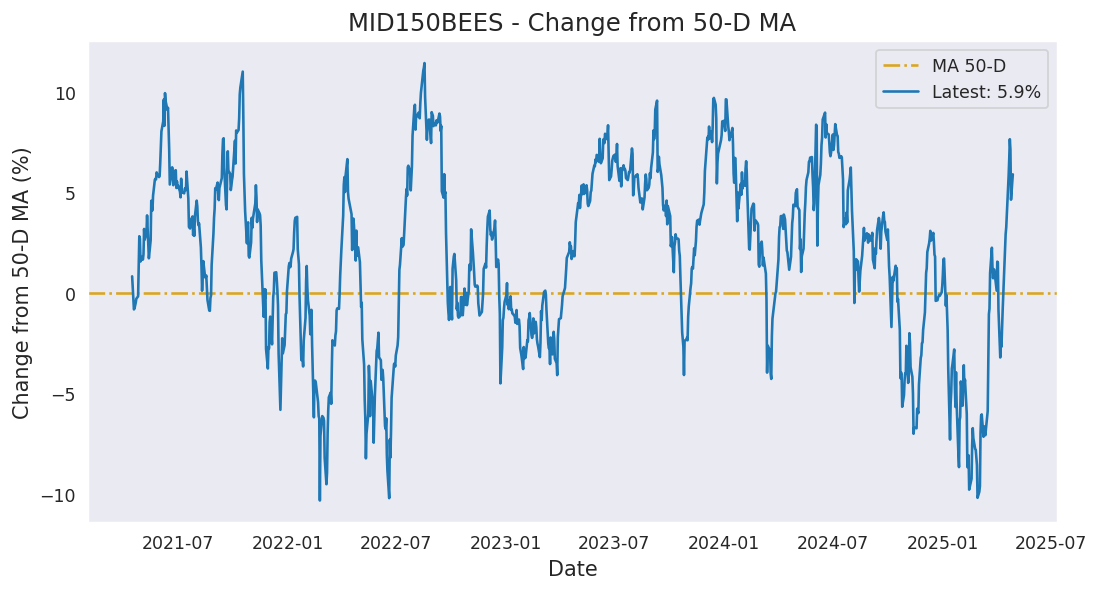 MID150BEES - Change from 50-D MA
MA 50-D
Latest: 5.9%
Change from 50-D MA (%)
10
5
0
−5
−10
2021-07
2022-01
2022-07
2023-01
2023-07
2024-01
2024-07
2025-01
2025-07
Date